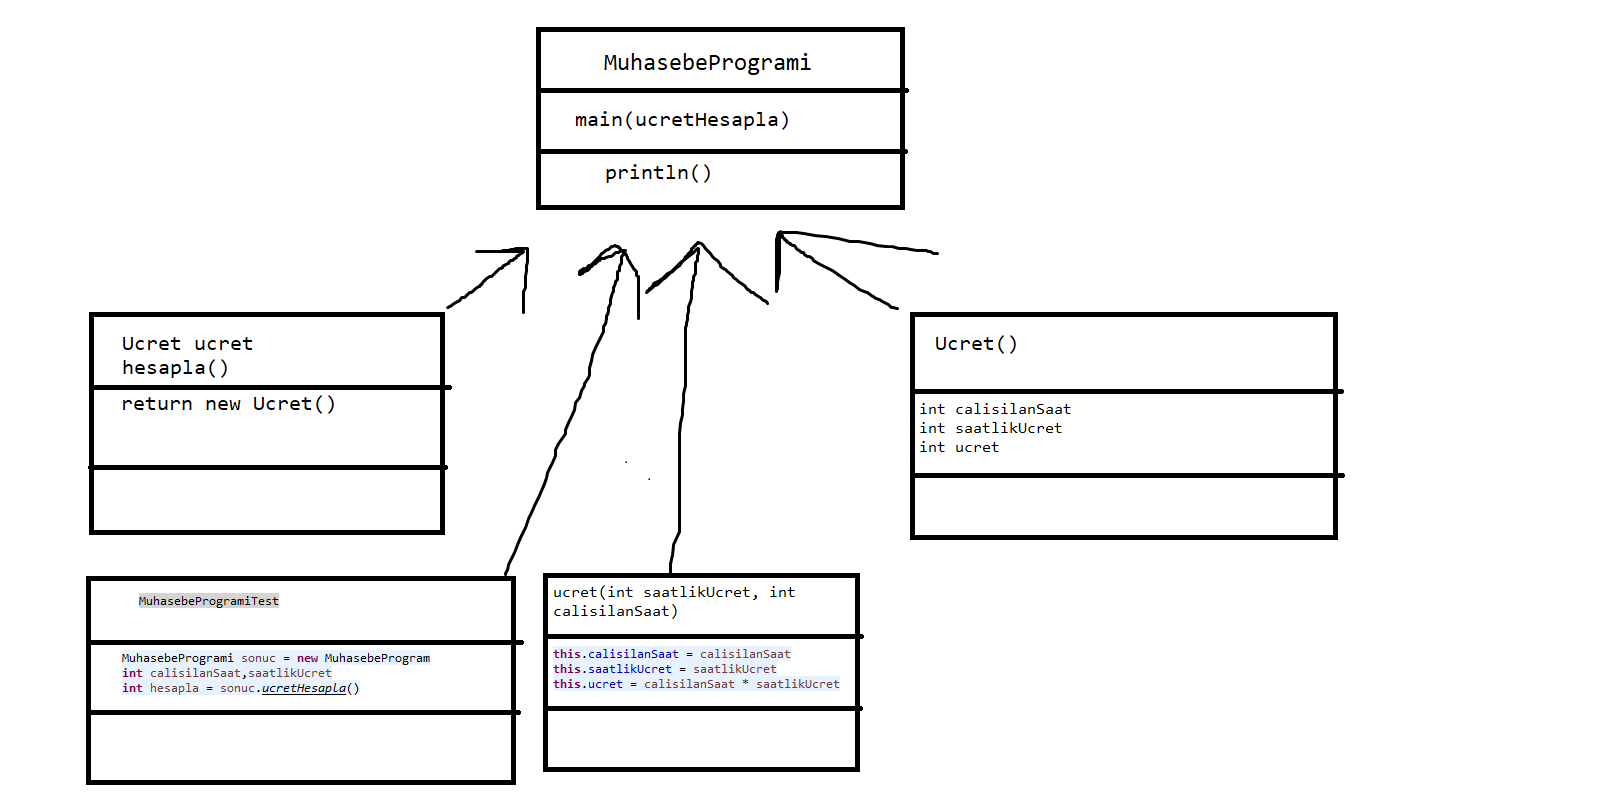 MuhasebeProgrami
main(ucretHesapla)
println()
Ucret ucret
hesapla()
return new Ucret()
Ucret()
int calisilanSaat
int saatlikUcret
int ucret
MuhasebeProgramiTest
MuhasebeProgrami sonuc = new MuhasebeProgram
int calisilanSaat,saatlikUcret
int hesapla = sonuc.ucretHesapla()
ucret(int saatlikUcret, int
calisilanSaat)
this.calisilanSaat = calisilanSaat
this.saatlikUcret = saatlikUcret
this.ucret = calisilanSaat * saatlikUcret